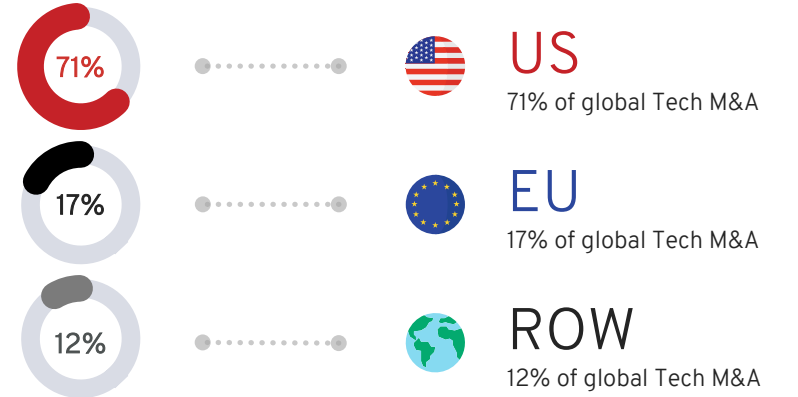 71%
US
71% of global Tech M&A
17%
EU
17% of global Tech M&A
12%
ROW
12% of global Tech M&A